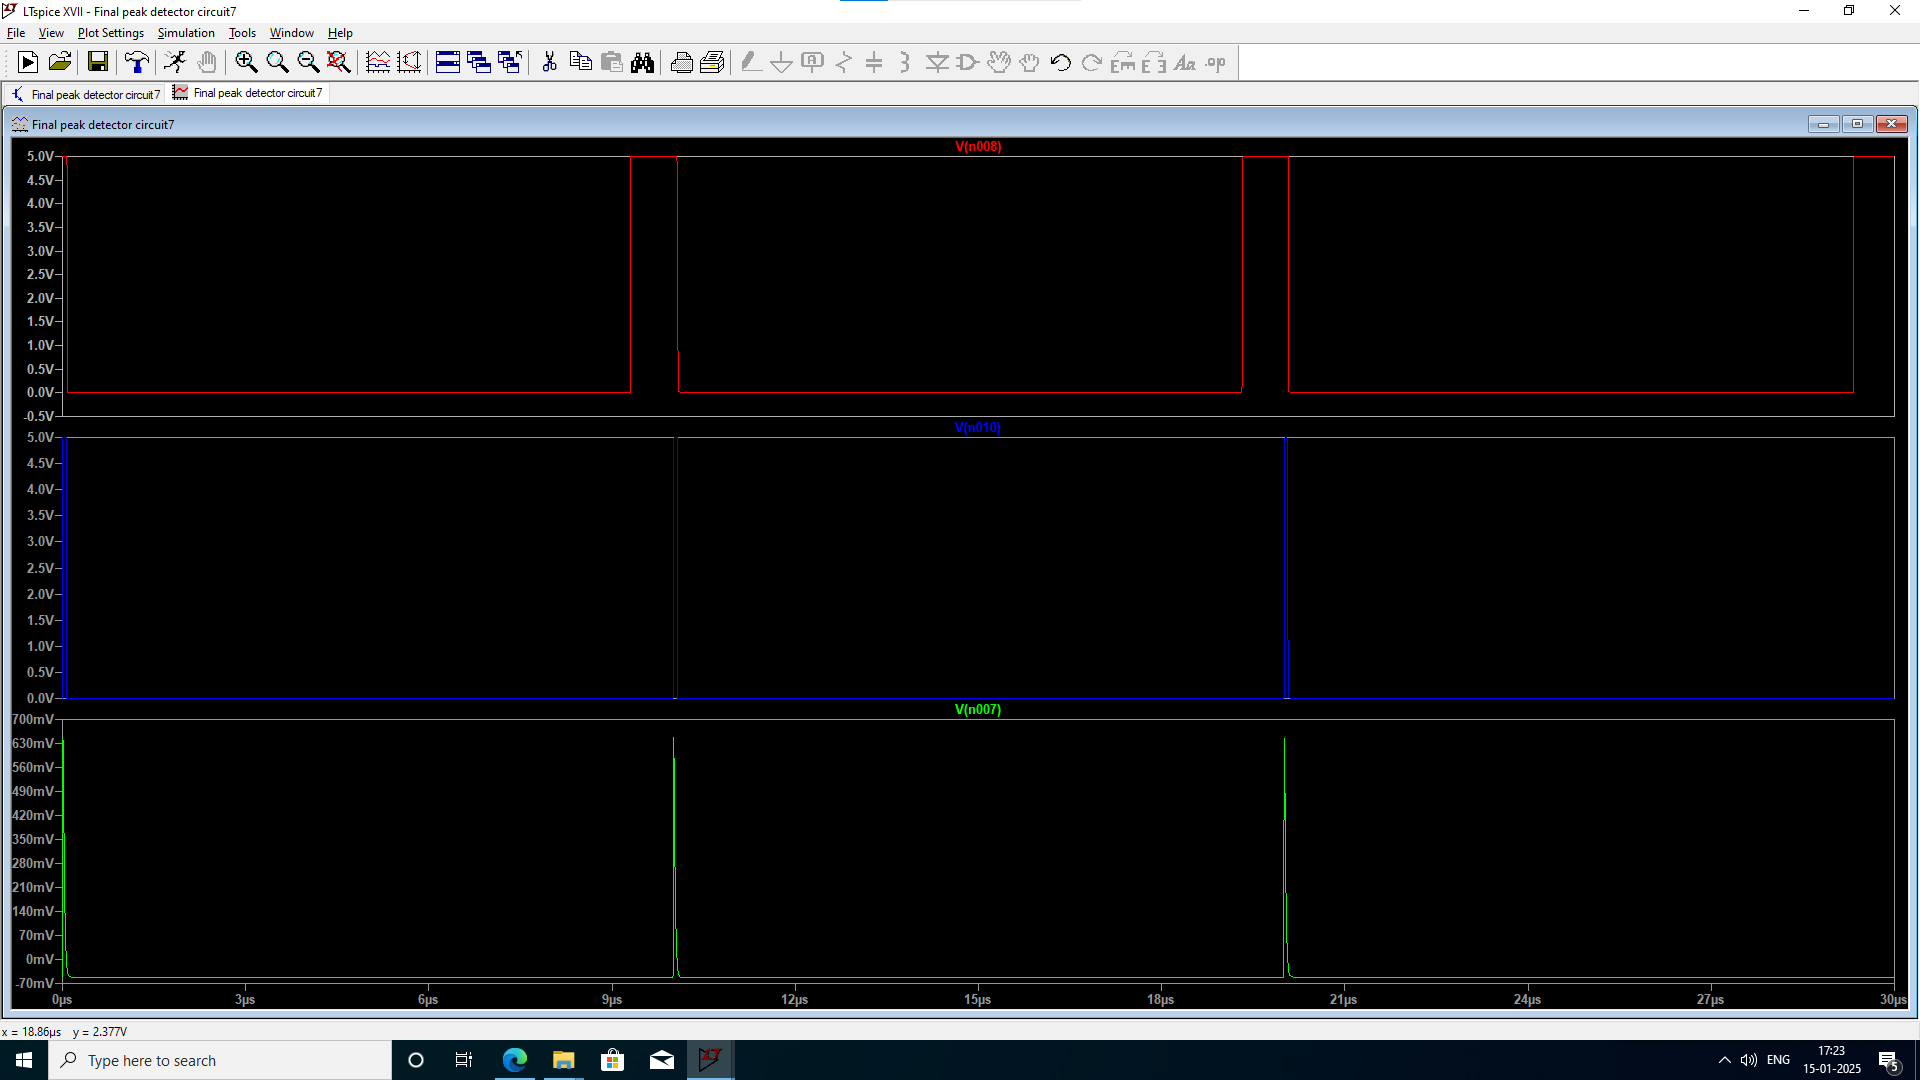 LTspice XVII - Final peak detector circuit7
File View Plot Settings Simulation Tools Window Help
Final peak detector circuit7 Final peak detector circuit7
Final peak detector circuit7
V(n008)
5.0V
4.5V
4.0V
3.5V
3.0V
2.5V
2.0V
1.5V
1.0V
0.5V
0.0V
-0.5V
V(n010)
5.0V
4.5V
4.0V
3.5V
3.0V
2.5V
2.0V
1.5V
1.0V
0.5V
0.0V
V(n007)
700mV
630mV
560mV
490mV
420mV
350mV
280mV
210mV
140mV
70mV
0mV
-70mV
0µs 3µs 6µs 9µs 12µs 15µs 18µs 21µs 24µs 27µs 30µs
x = 18.86µs y = 2.377V
Type here to search
ENG
17:23
15-01-2025
5